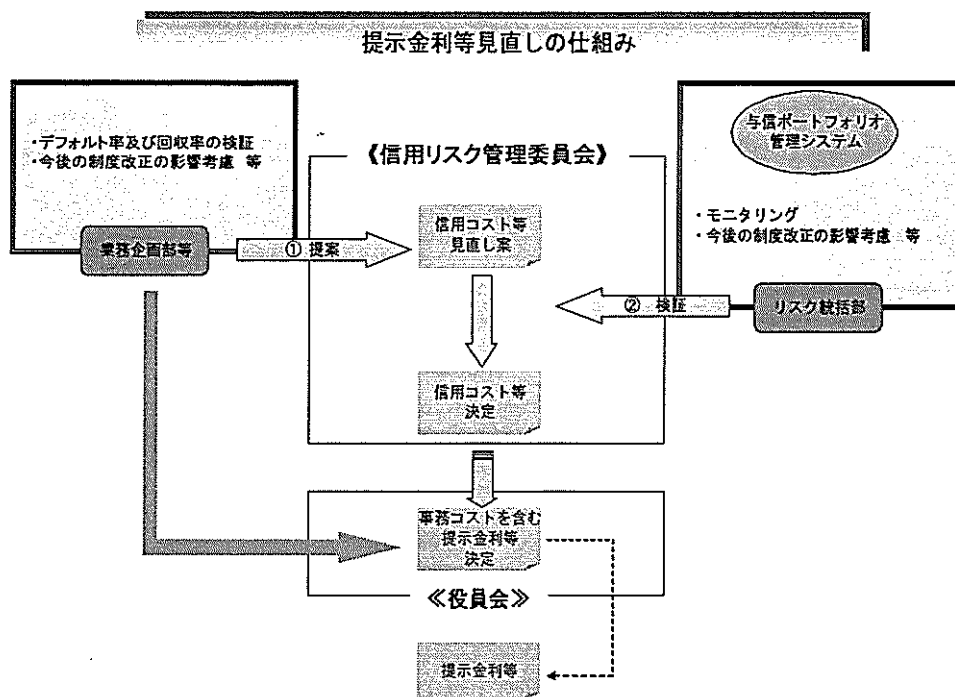 提示金利等見直しの仕組み
・デフォルト率及び回収率の検証
・今後の制度改正の影響考慮 等
業務企画部等
① 提案
《信用リスク管理委員会》
信用コスト等
見直し案
与信ポートフォリオ
管理システム
・モニタリング
・今後の制度改正の影響考慮 等
② 検証
リスク統括部
信用コスト等
決定
事務コストを含む
提示金利等
決定
≪役員会≫
提示金利等